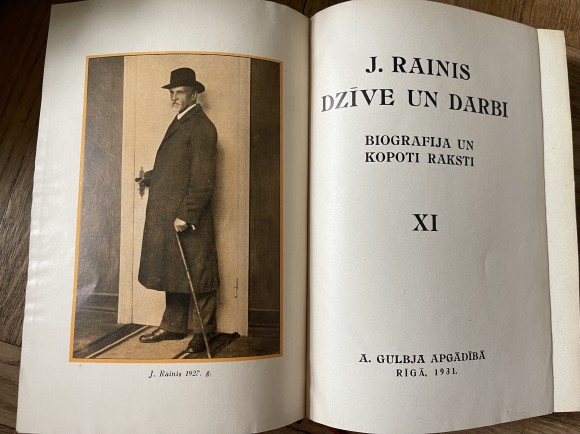 J. Rainis 1927. g.
J. RAINIS
DZĪVE UN DARBI
BIOGRAFIJA UN
KOPOTI RAKSTI
XI
A. GULBJA APGĀDĪBĀ
RĪGĀ, 1931.